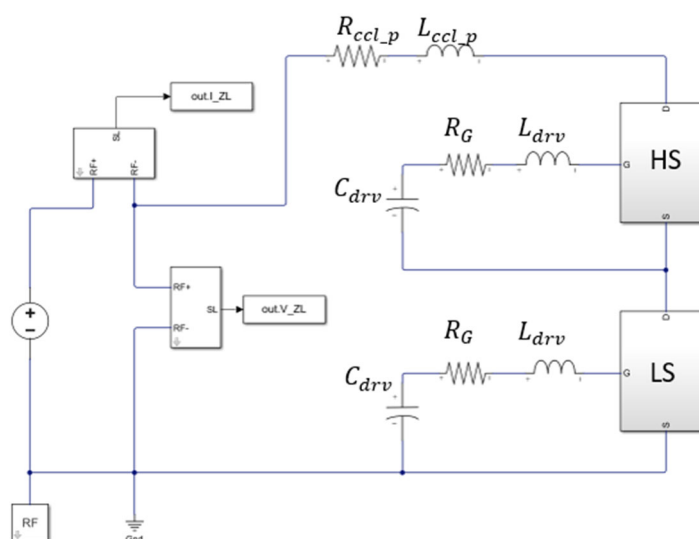 R_ccl_p L_ccl_p
out.I_ZL
SL
RF+ RF-
D
R_G L_drv
G HS
C_drv
S
RF+
SL out.V_ZL
RF-
D
R_G L_drv
G LS
C_drv
S
RF
Gnd